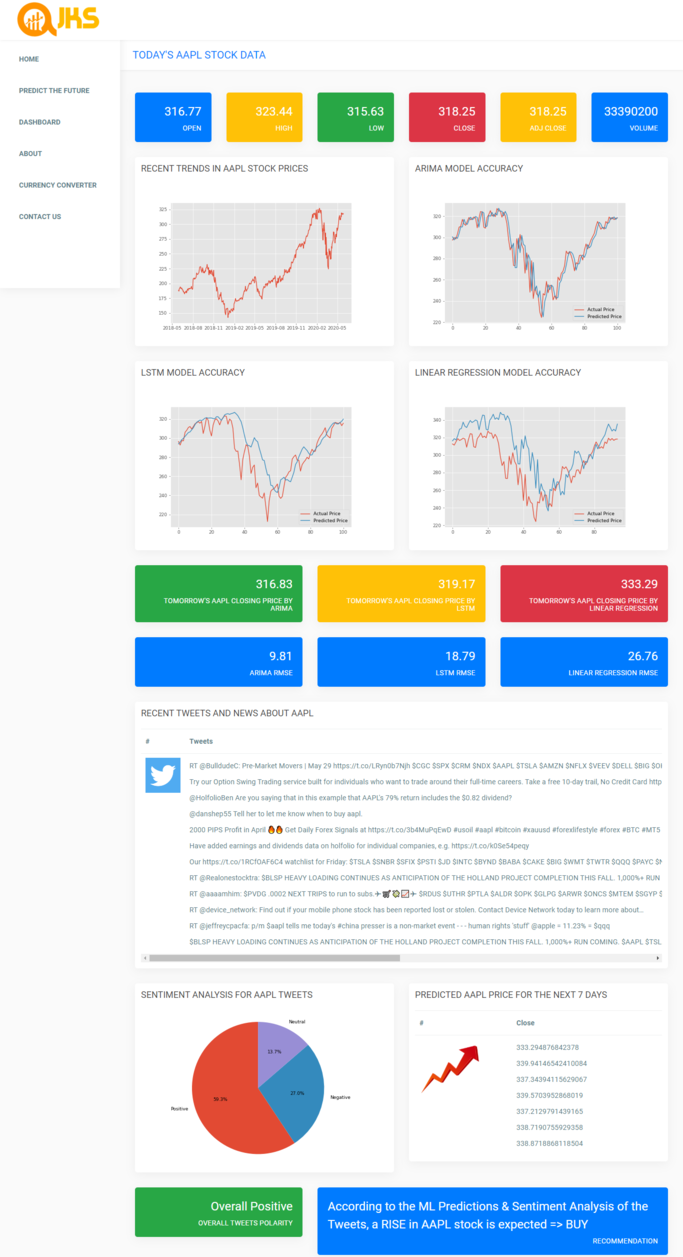 JKS
HOME
PREDICT THE FUTURE
DASHBOARD
ABOUT
CURRENCY CONVERTER
CONTACT US
TODAY'S AAPL STOCK DATA
316.77
OPEN
323.44
HIGH
315.63
LOW
318.25
CLOSE
318.25
ADJ CLOSE
33390200
VOLUME
RECENT TRENDS IN AAPL STOCK PRICES
325
300
275
250
225
200
175
150
2018-05 2018-08 2018-11 2019-02 2019-05 2019-08 2019-11 2020-02 2020-05
ARIMA MODEL ACCURACY
320
300
280
260
240
220
0 20 40 60 80 100
Actual Price
Predicted Price
LSTM MODEL ACCURACY
320
300
280
260
240
220
0 20 40 60 80 100
Actual Price
Predicted Price
LINEAR REGRESSION MODEL ACCURACY
340
320
300
280
260
240
220
0 20 40 60 80
Actual Price
Predicted Price
316.83
TOMORROW'S AAPL CLOSING PRICE BY
ARIMA
319.17
TOMORROW'S AAPL CLOSING PRICE BY
LSTM
333.29
TOMORROW'S AAPL CLOSING PRICE BY
LINEAR REGRESSION
9.81
ARIMA RMSE
18.79
LSTM RMSE
26.76
LINEAR REGRESSION RMSE
RECENT TWEETS AND NEWS ABOUT AAPL
# Tweets
RT @BulldudeC: Pre-Market Movers | May 29 https://t.co/LRyn0b7Njh $CGC $SPX $CRM $NDX $AAPL $TSLA $AMZN $NFLX $VEEV $DELL $BIG
Try our Option Swing Trading service built for individuals who want to trade around their full-time careers. Take a free 10-day trail, No Credit Card http
@HolfolioBen Are you saying that in this example that AAPL's 79% return includes the $0.82 dividend?
@danshep55 Tell her to let me know when to buy aapl.
2000 PIPS Profit in April 🔥🔥 Get Daily Forex Signals at https://t.co/3b4MuPqEwD #usoil #aapl #bitcoin #xauusd #forexlifestyle #forex #BTC #MT5
Have added earnings and dividends data on holfolio for individual companies, e.g. https://t.co/k0Se54peqy
Our https://t.co/1RCfOAF6C4 watchlist for Friday: $TSLA $SNBR $SFIX $PSTI $JD $INTC $BYND $BABA $CAKE $BIG $WMT $TWTR $QQQ $PAYC
RT @Realonestocktra: $BLSP HEAVY LOADING CONTINUES AS ANTICIPATION OF THE HOLLAND PROJECT COMPLETION THIS FALL. 1,000%+ RUN
RT @aaaamhim: $PVDG .0002 NEXT TRIPS to run to subs $RDUS $UTHR $PTLA $ALDR $OPK $GLPG $ARWR $ONCS $MTEM $SSGYP $
RT @device_network: Find out if your mobile phone stock has been reported lost or stolen. Contact Device Network today to learn more about...
RT @jeffreycpacfa: p/m $aapl tells me today's #china presser is a non-market event - - - human rights 'stuff' @apple = 11.23% = $qqq
$BLSP HEAVY LOADING CONTINUES AS ANTICIPATION OF THE HOLLAND PROJECT COMPLETION THIS FALL. 1,000%+ RUN COMING. $AAPL $TSL
SENTIMENT ANALYSIS FOR AAPL TWEETS
Neutral
13.7%
27.0%
Negative
Positive
PREDICTED AAPL PRICE FOR THE NEXT 7 DAYS
# Close
333.294876842378
339.94146542410084
337.34394115629067
339.5703952868019
337.2129791439165
338.7190755929358
338.8718868118504
Overall Positive
OVERALL TWEETS POLARITY
According to the ML Predictions & Sentiment Analysis of the
Tweets, a RISE in AAPL stock is expected => BUY
RECOMMENDATION